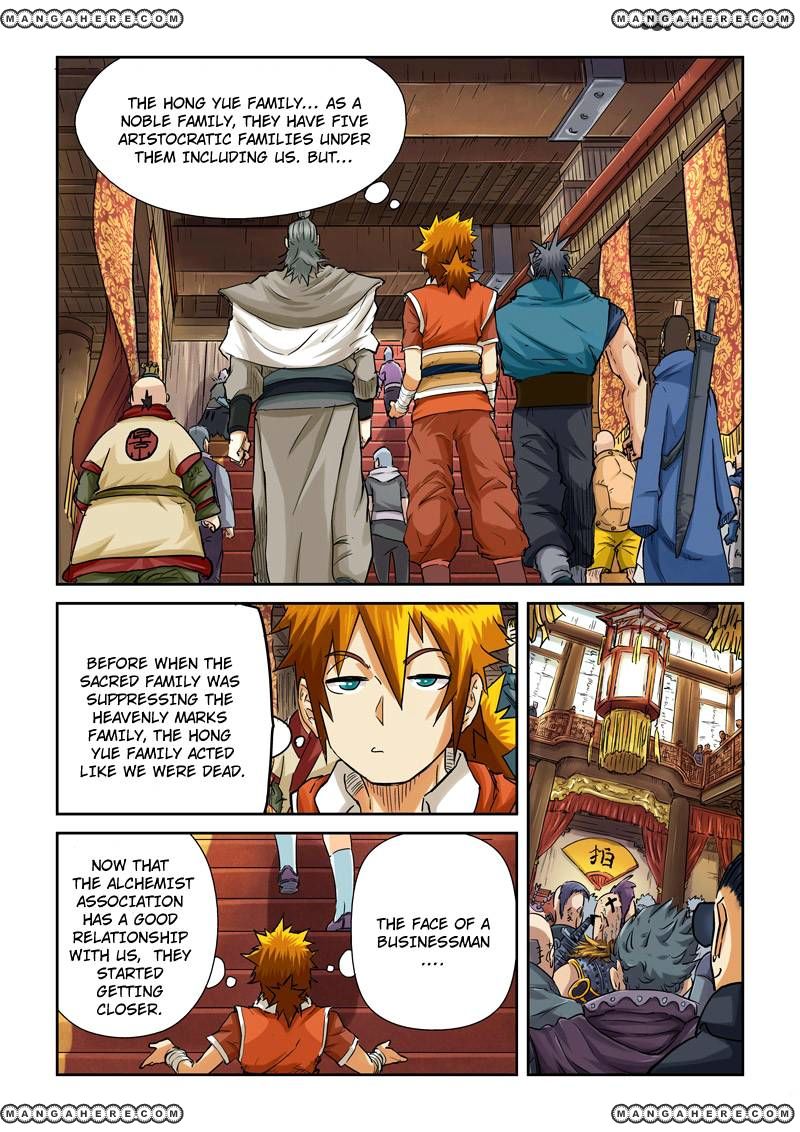 MANGAHERE.COM
MANGAHERE.COM
THE HONG YUE FAMILY... AS A
NOBLE FAMILY, THEY HAVE FIVE
ARISTOCRATIC FAMILIES UNDER
THEM INCLUDING US. BUT...
BEFORE WHEN THE
SACRED FAMILY WAS
SUPPRESSING THE
HEAVENLY MARKS
FAMILY, THE HONG
YUE FAMILY ACTED
LIKE WE WERE DEAD.
拍
NOW THAT
THE ALCHEMIST
ASSOCIATION
HAS A GOOD
RELATIONSHIP
WITH US, THEY
STARTED
GETTING
CLOSER.
THE FACE OF A
BUSINESSMAN
....
MANGAHERE.COM
MANGAHERE.COM